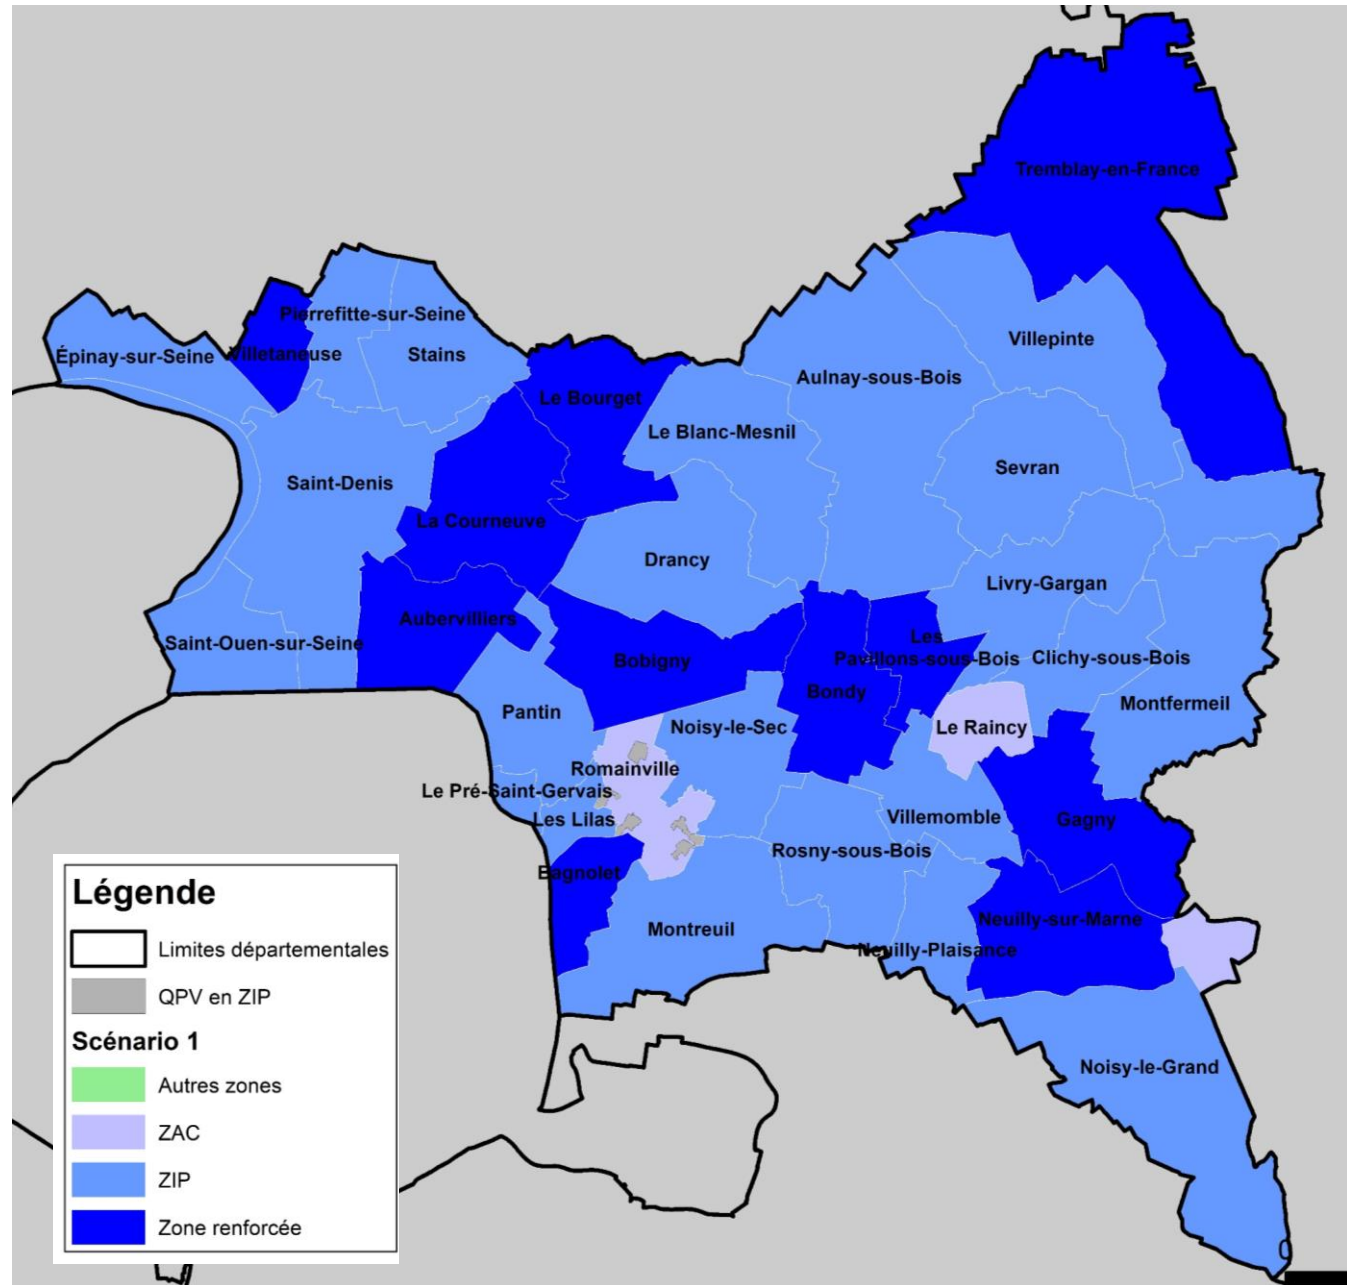 Tremblay-en-France
Pierrefitte-sur-Seine
Villepinte
Épinay-sur-Seine
Villetaneuse
Stains
Aulnay-sous-Bois
Le Bourget
Le Blanc-Mesnil
Sevran
Saint-Denis
La Courneuve
Drancy
Livry-Gargan
Aubervilliers
Saint-Ouen-sur-Seine
Bobigny
Les
Pavillons-sous-Bois
Clichy-sous-Bois
Bondy
Montfermeil
Pantin
Noisy-le-Sec
Le Raincy
Romainville
Le Pré-Saint-Gervais
Les Lilas
Villemomble
Gagny
Rosny-sous-Bois
Bagnolet
Montreuil
Neuilly-sur-Marne
Neuilly-Plaisance
Noisy-le-Grand
Légende
Limites départementales
QPV en ZIP
Scénario 1
Autres zones
ZAC
ZIP
Zone renforcée